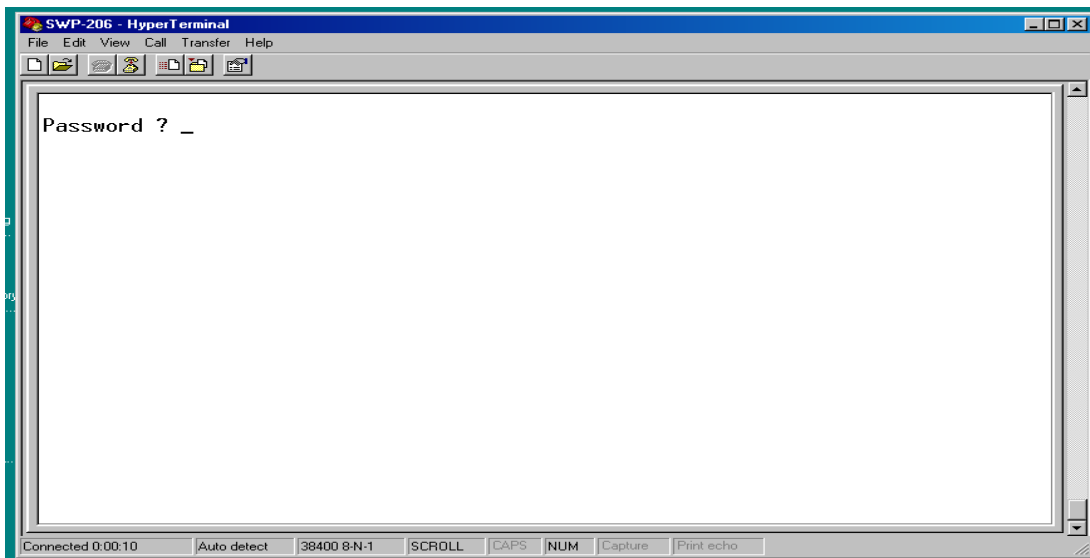 SWP-206 - HyperTerminal
File Edit View Call Transfer Help
Password ? _
Connected 0:00:10 Auto detect 38400 8-N-1 SCROLL CAPS NUM Capture Print echo